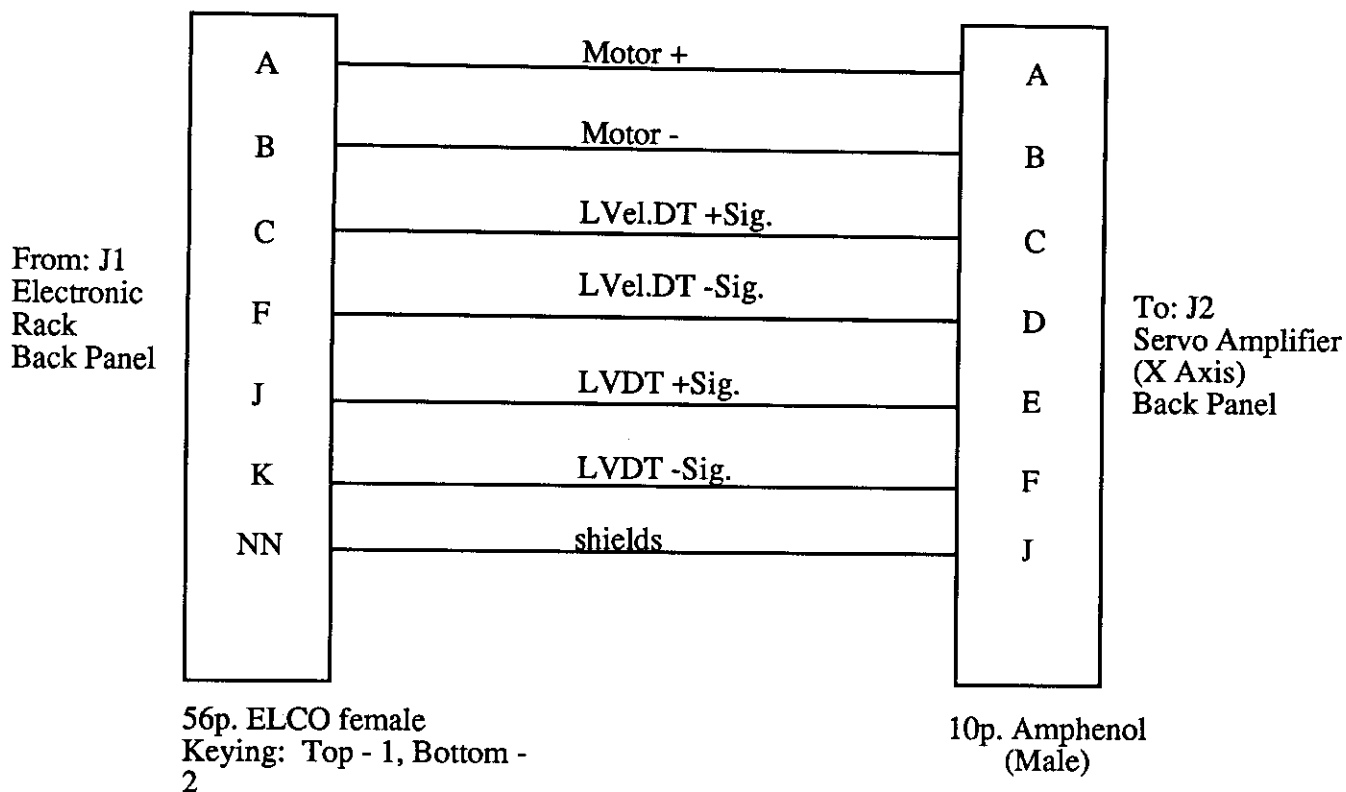 A Motor + A
B Motor - B
C LVel.DT +Sig. C
F LVel.DT -Sig. D
J LVDT +Sig. E
K LVDT -Sig. F
NN shields J
From: J1
Electronic
Rack
Back Panel
To: J2
Servo Amplifier
(X Axis)
Back Panel
56p. ELCO female
Keying: Top - 1, Bottom -
2
10p. Amphenol
(Male)